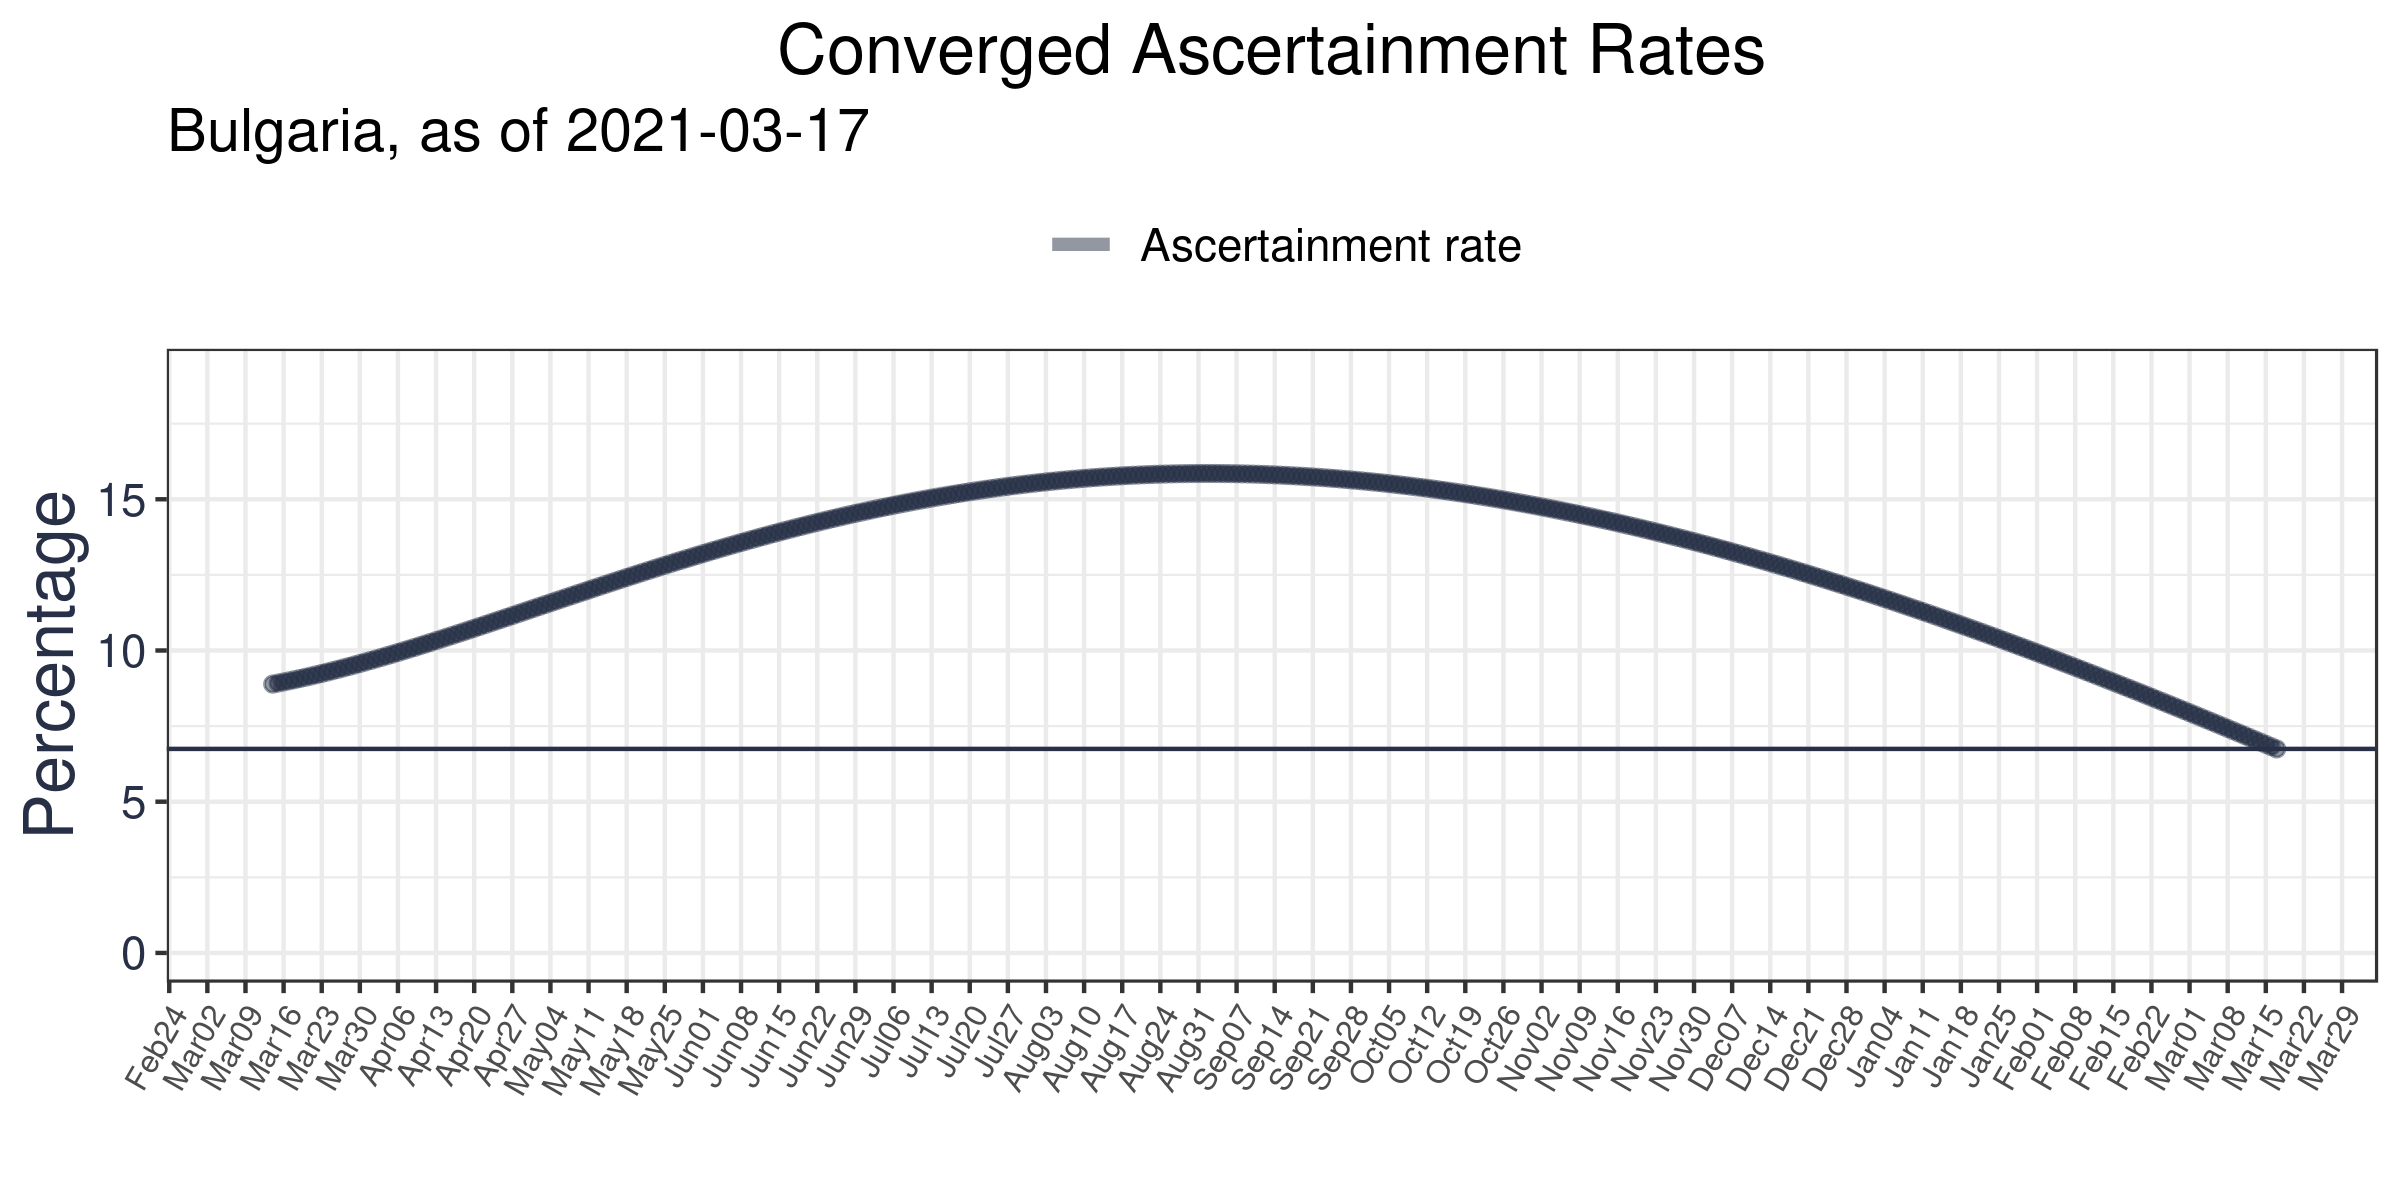 Converged Ascertainment Rates
Bulgaria, as of 2021-03-17
Ascertainment rate
Percentage
15
10
5
0
Feb24
Mar02
Mar09
Mar16
Mar23
Mar30
Apr06
Apr13
Apr20
Apr27
May04
May11
May18
May25
Jun01
Jun08
Jun15
Jun22
Jun29
Jul06
Jul13
Jul20
Jul27
Aug03
Aug10
Aug17
Aug24
Aug31
Sep07
Sep14
Sep21
Sep28
Oct05
Oct12
Oct19
Oct26
Nov02
Nov09
Nov16
Nov23
Nov30
Dec07
Dec14
Dec21
Dec28
Jan04
Jan11
Jan18
Jan25
Feb01
Feb08
Feb15
Feb22
Mar01
Mar08
Mar15
Mar22
Mar29